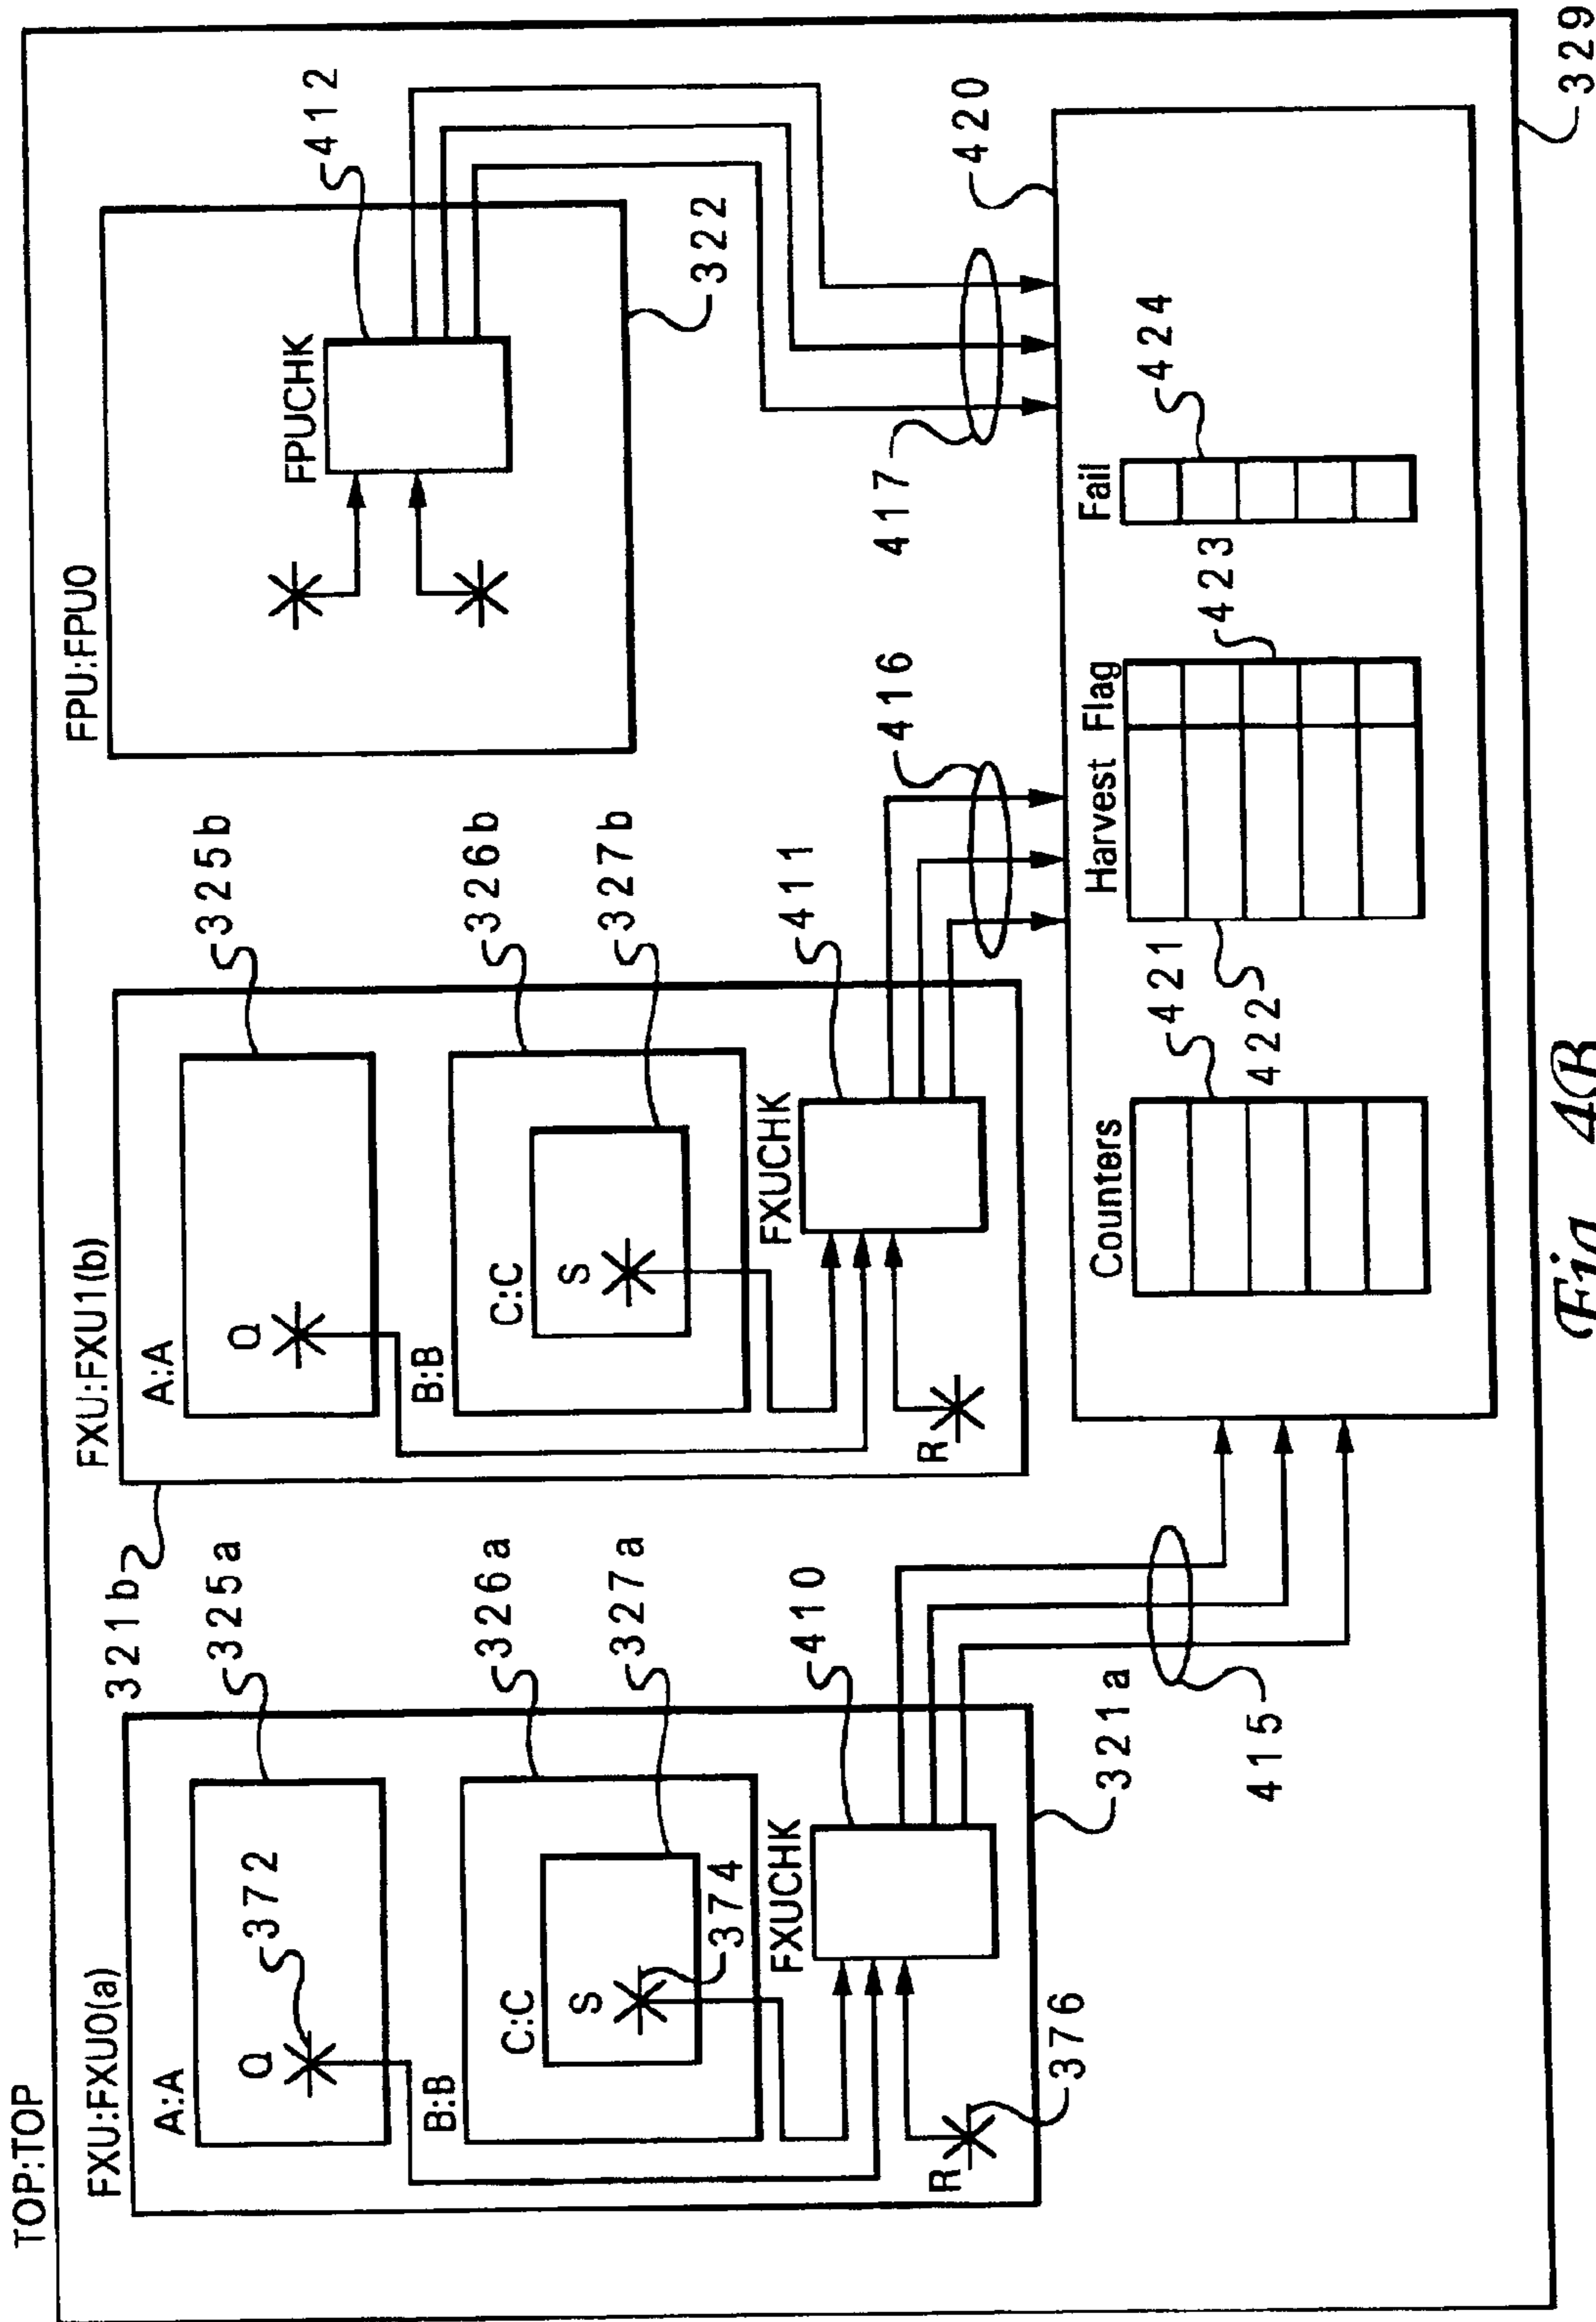 TOP:TOP
FXU:FXU0(a)
A:A
Q
372
325a
B:B
326a
C:C
S
327a
374
FXUCHK
410
R
376
321a
415
321b
FXU:FXU1(b)
A:A
Q
325b
B:B
326b
C:C
S
327b
FXUCHK
411
R
416
FPU:FPU0
FPUCHK
412
322
417
420
Counters
421
422
Harvest Flag
423
Fail
424
329
Fig. 4B